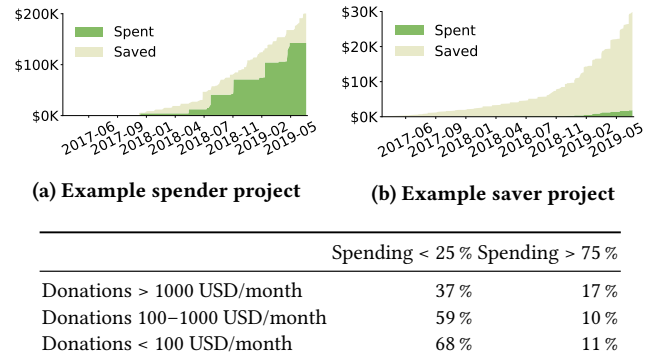 $200K
$100K
$0K
Spent
Saved
2017-06
2017-09
2018-01
2018-04
2018-07
2018-11
2019-02
2019-05
(a) Example spender project
$30K
$20K
$10K
$0K
Spent
Saved
2017-06
2017-09
2018-01
2018-04
2018-07
2018-11
2019-02
2019-05
(b) Example saver project
Spending < 25 % Spending > 75 %
Donations > 1000 USD/month 37 % 17 %
Donations 100–1000 USD/month 59 % 10 %
Donations < 100 USD/month 68 % 11 %